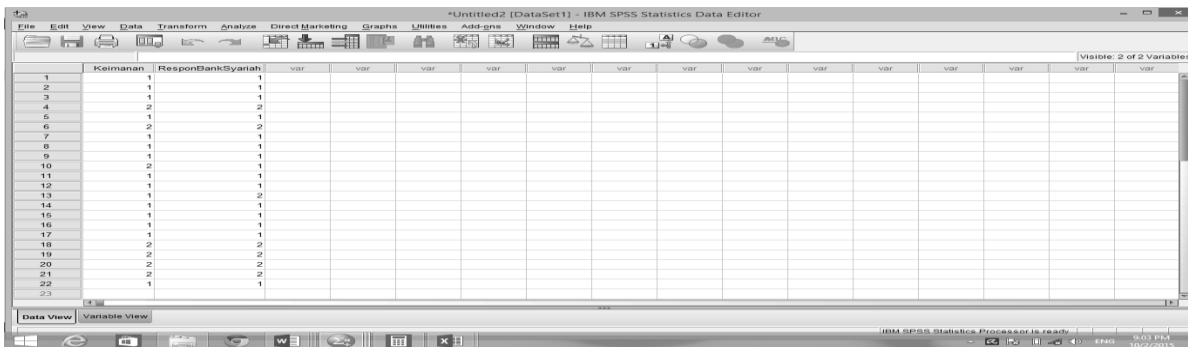 *Untitled2 [DataSet1] - IBM SPSS Statistics Data Editor
File Edit View Data Transform Analyze Direct Marketing Graphs Utilities Add-ons Window Help
Visible: 2 of 2 Variables
Keimanan ResponBankSyariah var var var var var var var var var var var var var
1 1 1
2 1 1
3 1 1
4 2 2
5 1 1
6 2 2
7 1 1
8 1 1
9 1 1
10 2 1
11 1 1
12 1 1
13 1 2
14 1 1
15 1 1
16 1 1
17 1 1
18 2 2
19 2 2
20 2 2
21 2 2
22 1 1
23
Data View Variable View
IBM SPSS Statistics Processor is ready
ENG 9:03 PM
10/2/2015